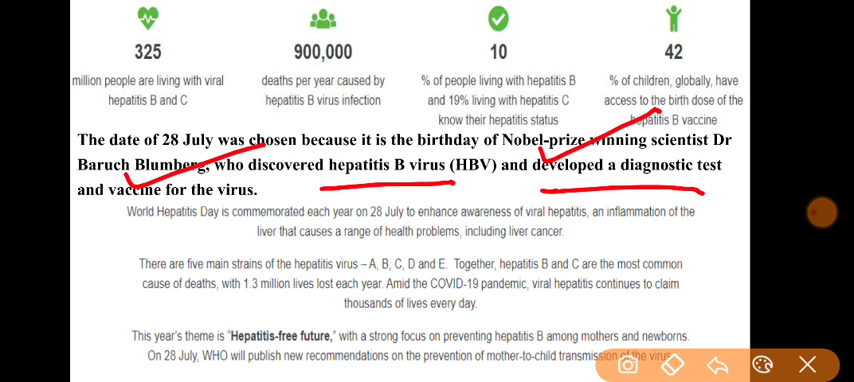 325
900,000
10
42
million people are living with viral
hepatitis B and C
deaths per year caused by
hepatitis B virus infection
% of people living with hepatitis B
and 19% living with hepatitis C
know their hepatitis status
% of children, globally, have
access to the birth dose of the
hepatitis B vaccine
The date of 28 July was chosen because it is the birthday of Nobel-prize winning scientist Dr
Baruch Blumberg, who discovered hepatitis B virus (HBV) and developed a diagnostic test
and vaccine for the virus.
World Hepatitis Day is commemorated each year on 28 July to enhance awareness of viral hepatitis, an inflammation of the
liver that causes a range of health problems, including liver cancer.
There are five main strains of the hepatitis virus – A, B, C, D and E. Together, hepatitis B and C are the most common
cause of deaths, with 1.3 million lives lost each year. Amid the COVID-19 pandemic, viral hepatitis continues to claim
thousands of lives every day.
This year's theme is "Hepatitis-free future," with a strong focus on preventing hepatitis B among mothers and newborns.
On 28 July, WHO will publish new recommendations on the prevention of mother-to-child transmission of the virus.